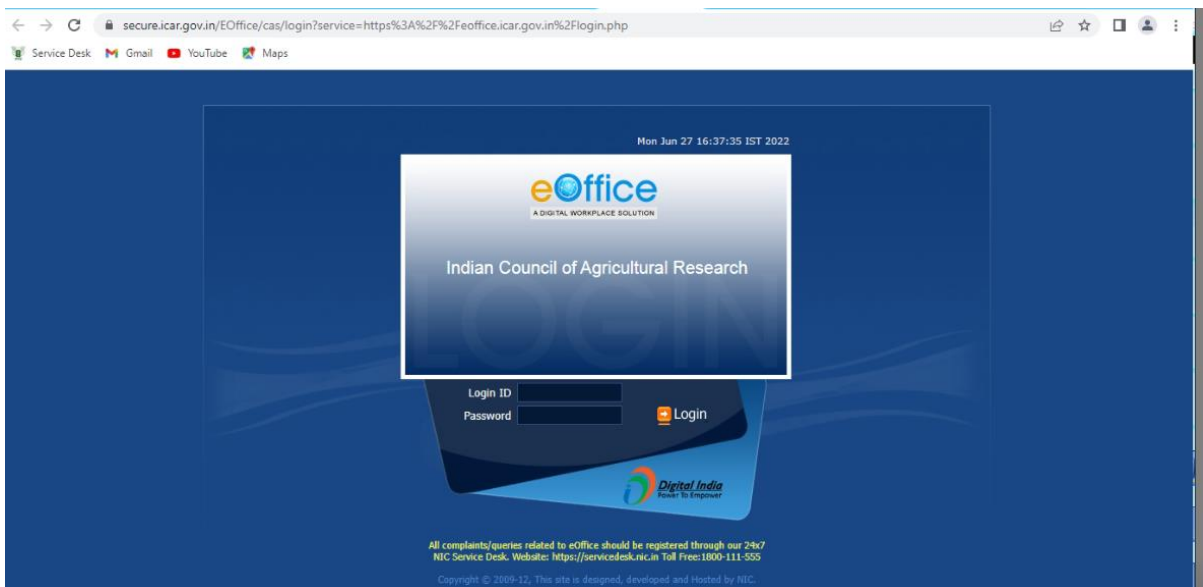 secure.icar.gov.in/EOffice/cas/login?service=https%3A%2F%2Feoffice.icar.gov.in%2Flogin.php
Service Desk Gmail YouTube Maps
Mon Jun 27 16:37:35 IST 2022
eOffice
A DIGITAL WORKPLACE SOLUTION
Indian Council of Agricultural Research
LOGIN
Login ID
Password Login
Digital India
Power To Empower
All complaints/queries related to eOffice should be registered through our 24x7
NIC Service Desk. Website: https://servicedesk.nic.in Toll Free:1800-111-555
Copyright © 2009-12, This site is designed, developed and Hosted by NIC.